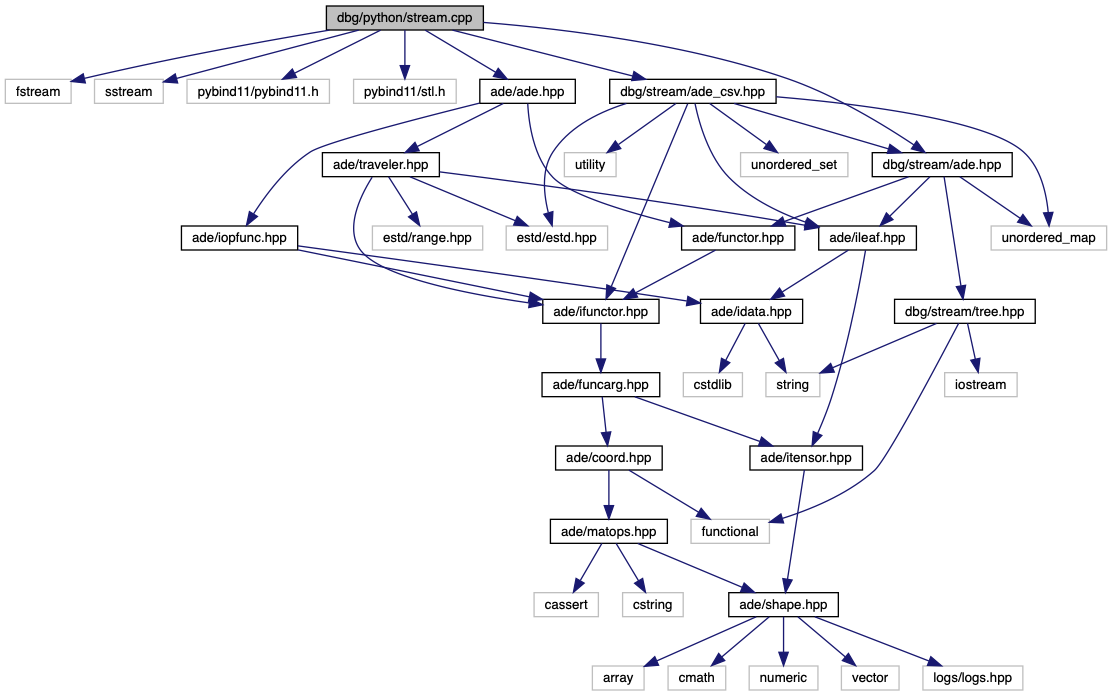 dbg/python/stream.cpp
fstream
sstream
pybind11/pybind11.h
pybind11/stl.h
ade/ade.hpp
dbg/stream/ade_csv.hpp
ade/traveler.hpp
utility
unordered_set
dbg/stream/ade.hpp
ade/iopfunc.hpp
estd/range.hpp
estd/estd.hpp
ade/functor.hpp
ade/ileaf.hpp
unordered_map
ade/ifunctor.hpp
ade/idata.hpp
dbg/stream/tree.hpp
ade/funcarg.hpp
cstdlib
string
iostream
ade/coord.hpp
ade/itensor.hpp
ade/matops.hpp
functional
cassert
cstring
ade/shape.hpp
array
cmath
numeric
vector
logs/logs.hpp